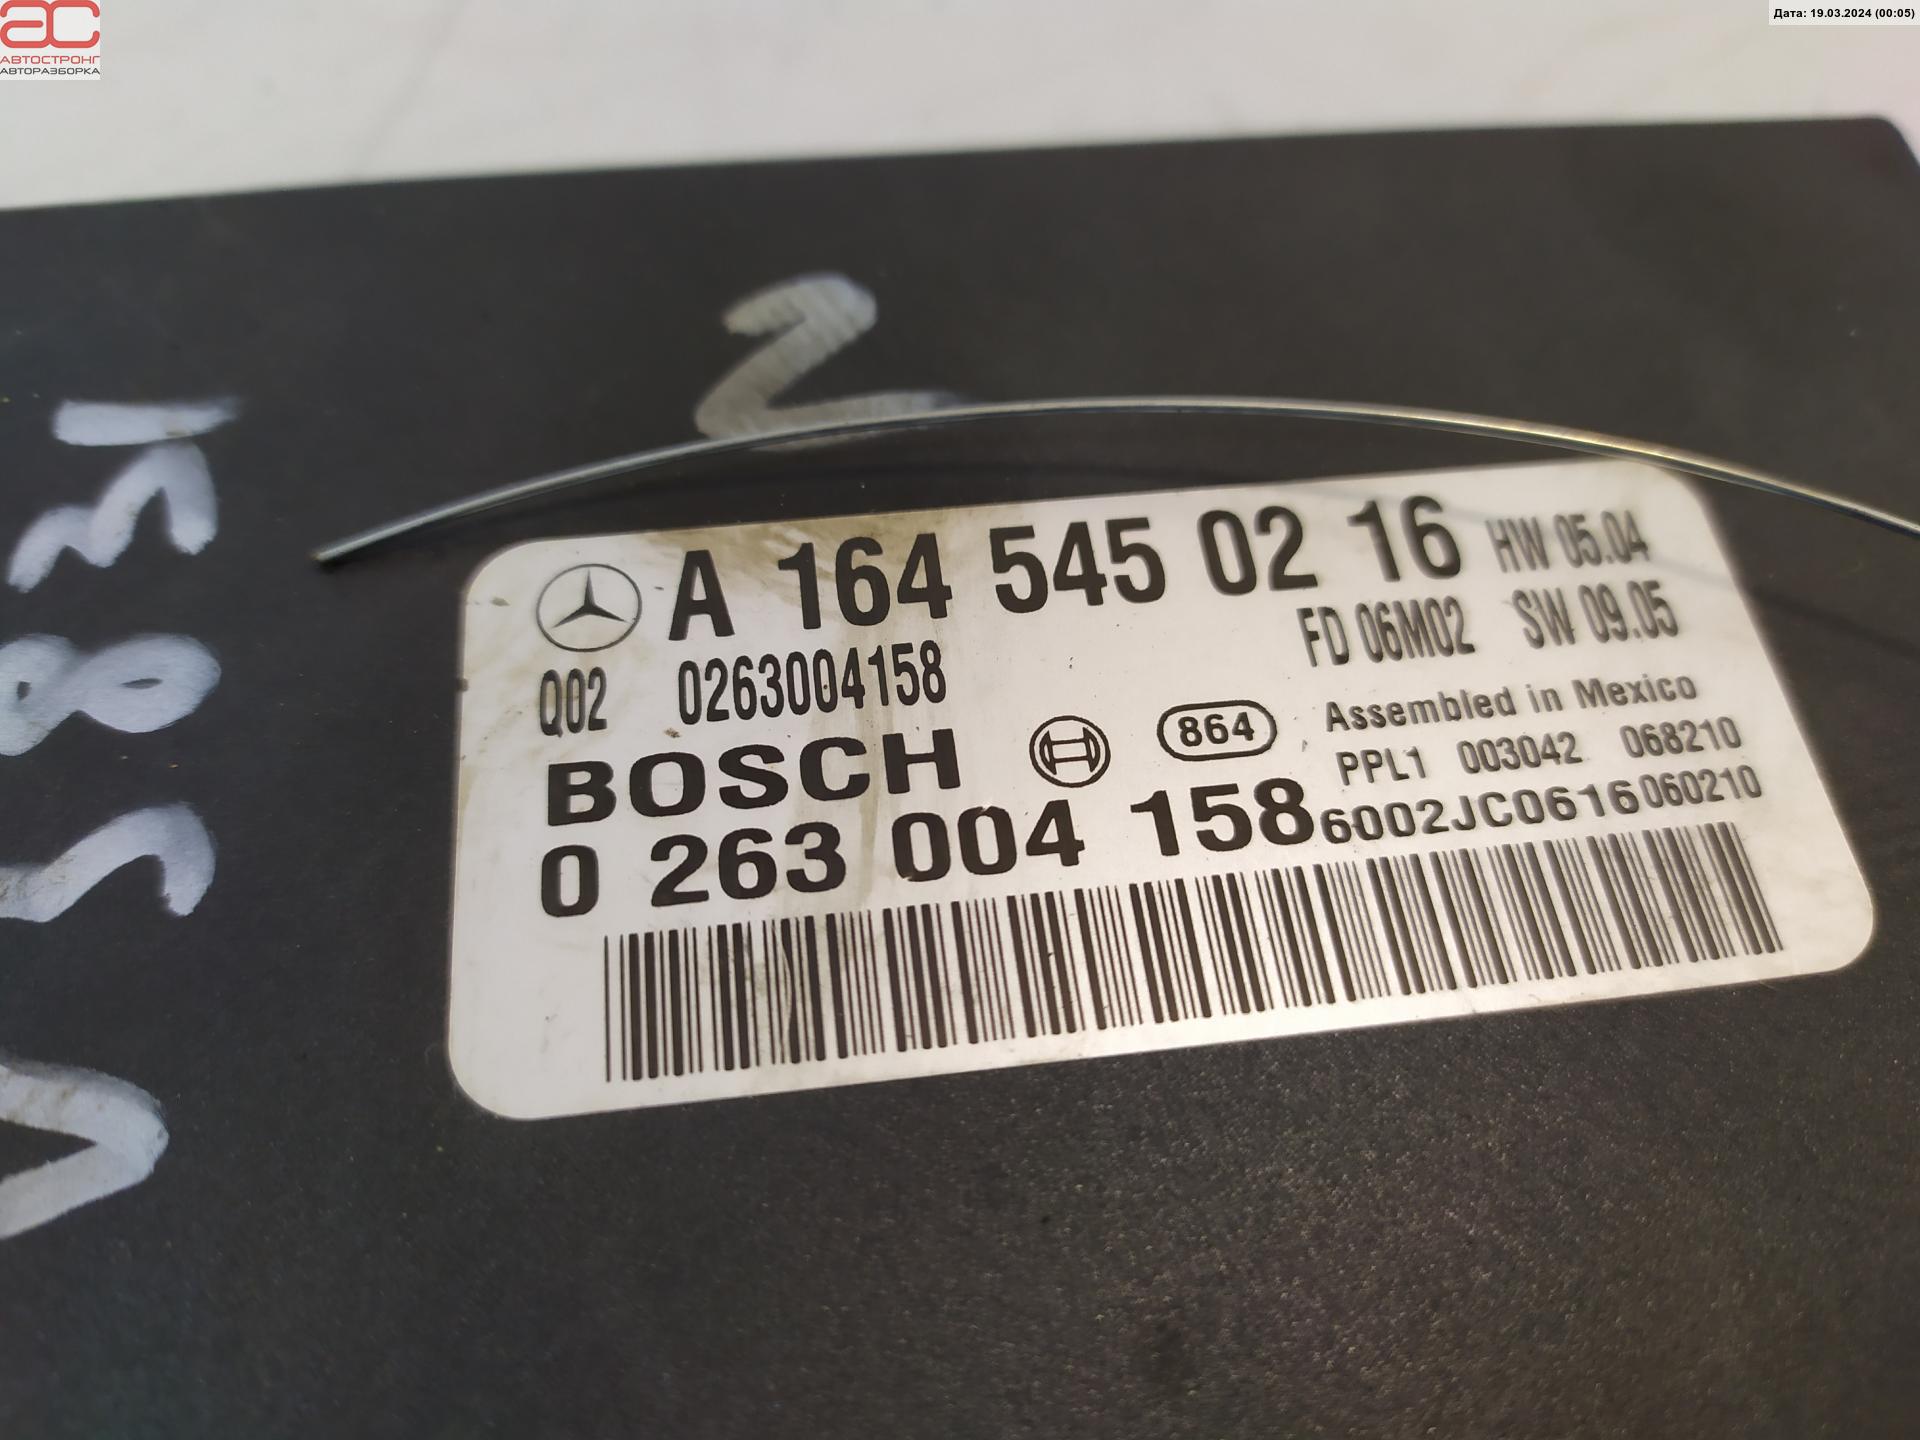 АВТОСТРОНГ
АВТОРАЗБОРКА
Дата: 19.03.2024 (00:05)
2
A 164 545 02 16 HW 05.04
FD 06M02 SW 09.05
Q02 0263004158
Assembled in Mexico
BOSCH 864
PPL1 003042 068210
0 263 004 158 6002JC0616 060210